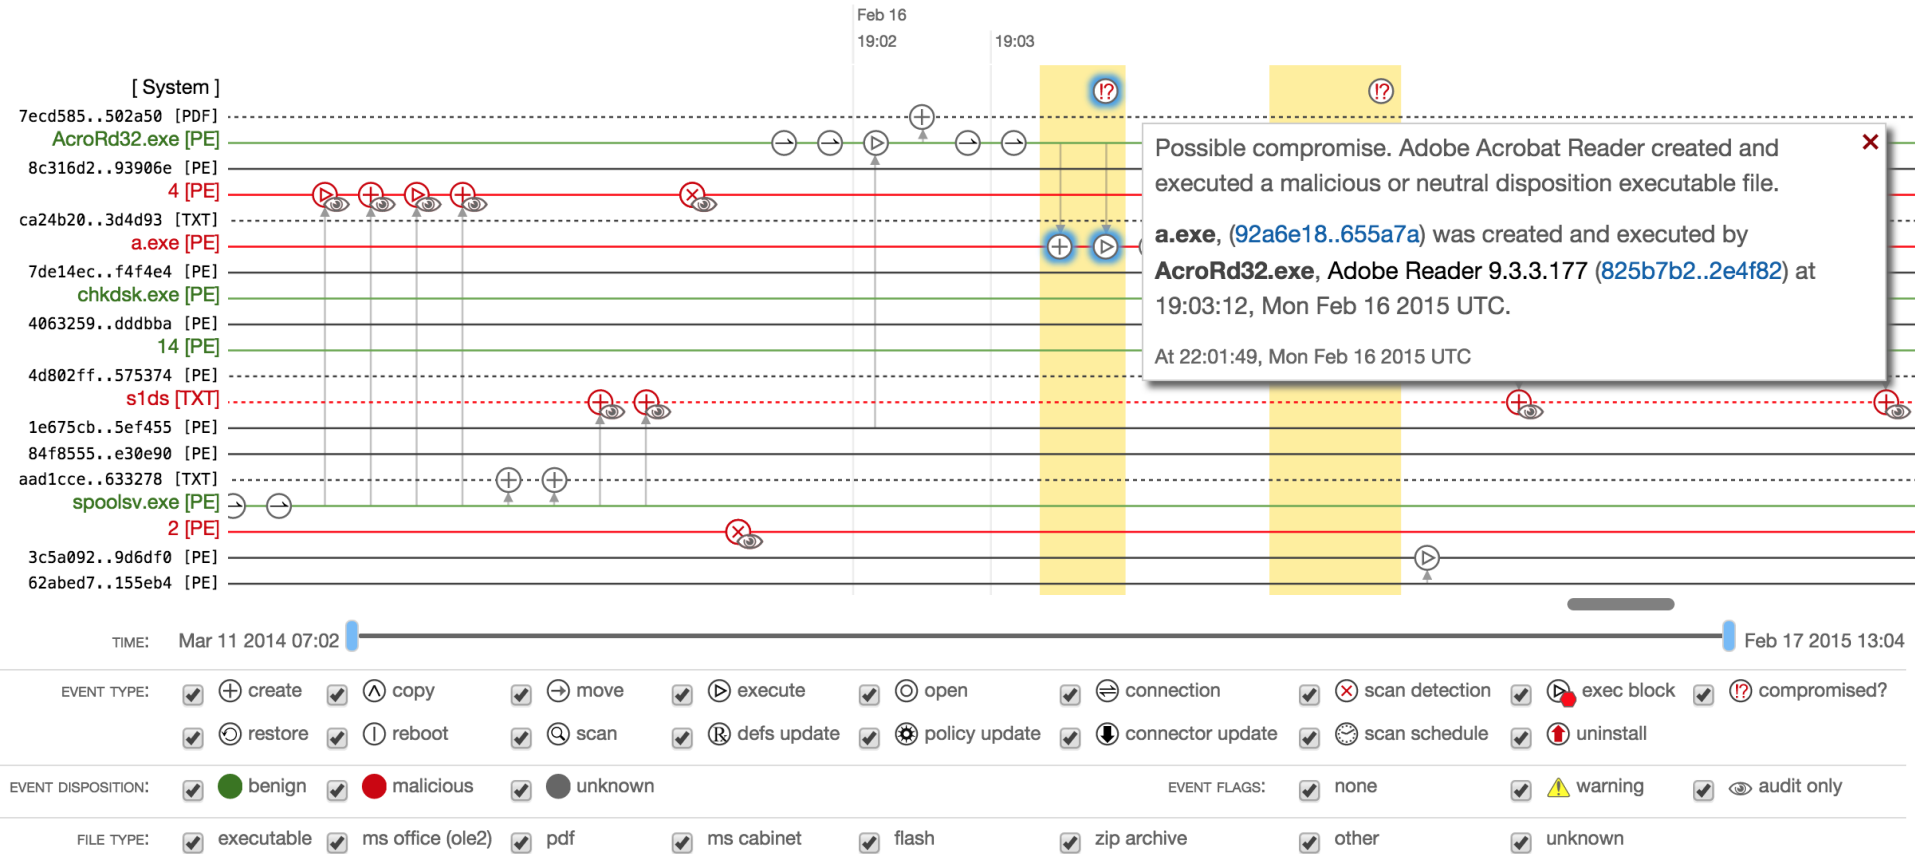 Feb 16
19:02
19:03
[ System ]
7ecd585..502a50 [PDF]
AcroRd32.exe [PE]
8c316d2..93906e [PE]
4 [PE]
ca24b20..3d4d93 [TXT]
a.exe [PE]
7de14ec..f4f4e4 [PE]
chkdsk.exe [PE]
4063259..dddbba [PE]
14 [PE]
4d802ff..575374 [PE]
s1ds [TXT]
1e675cb..5ef455 [PE]
84f8555..e30e90 [PE]
aad1cce..633278 [TXT]
spoolsv.exe [PE]
2 [PE]
3c5a092..9d6df0 [PE]
62abed7..155eb4 [PE]
Possible compromise. Adobe Acrobat Reader created and
executed a malicious or neutral disposition executable file.
a.exe, (92a6e18..655a7a) was created and executed by
AcroRd32.exe, Adobe Reader 9.3.3.177 (825b7b2..2e4f82) at
19:03:12, Mon Feb 16 2015 UTC.
At 22:01:49, Mon Feb 16 2015 UTC
TIME: Mar 11 2014 07:02 Feb 17 2015 13:04
EVENT TYPE: create copy move execute open connection scan detection exec block compromised?
restore reboot scan defs update policy update connector update scan schedule uninstall
EVENT DISPOSITION: benign malicious unknown EVENT FLAGS: none warning audit only
FILE TYPE: executable ms office (ole2) pdf ms cabinet flash zip archive other unknown